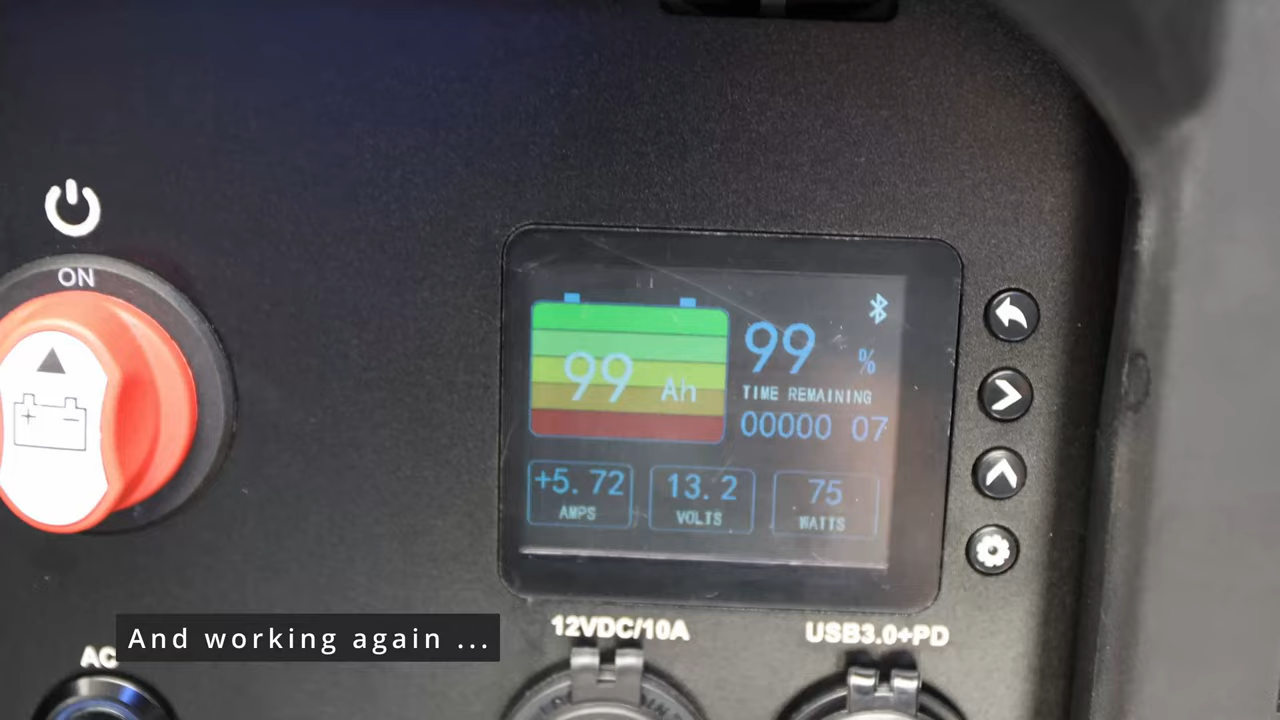 ON
99 Ah
99 %
TIME REMAINING
00000 07
+5.72 AMPS
13.2 VOLTS
75 WATTS
12VDC/10A
USB3.0+PD
AC
And working again ...